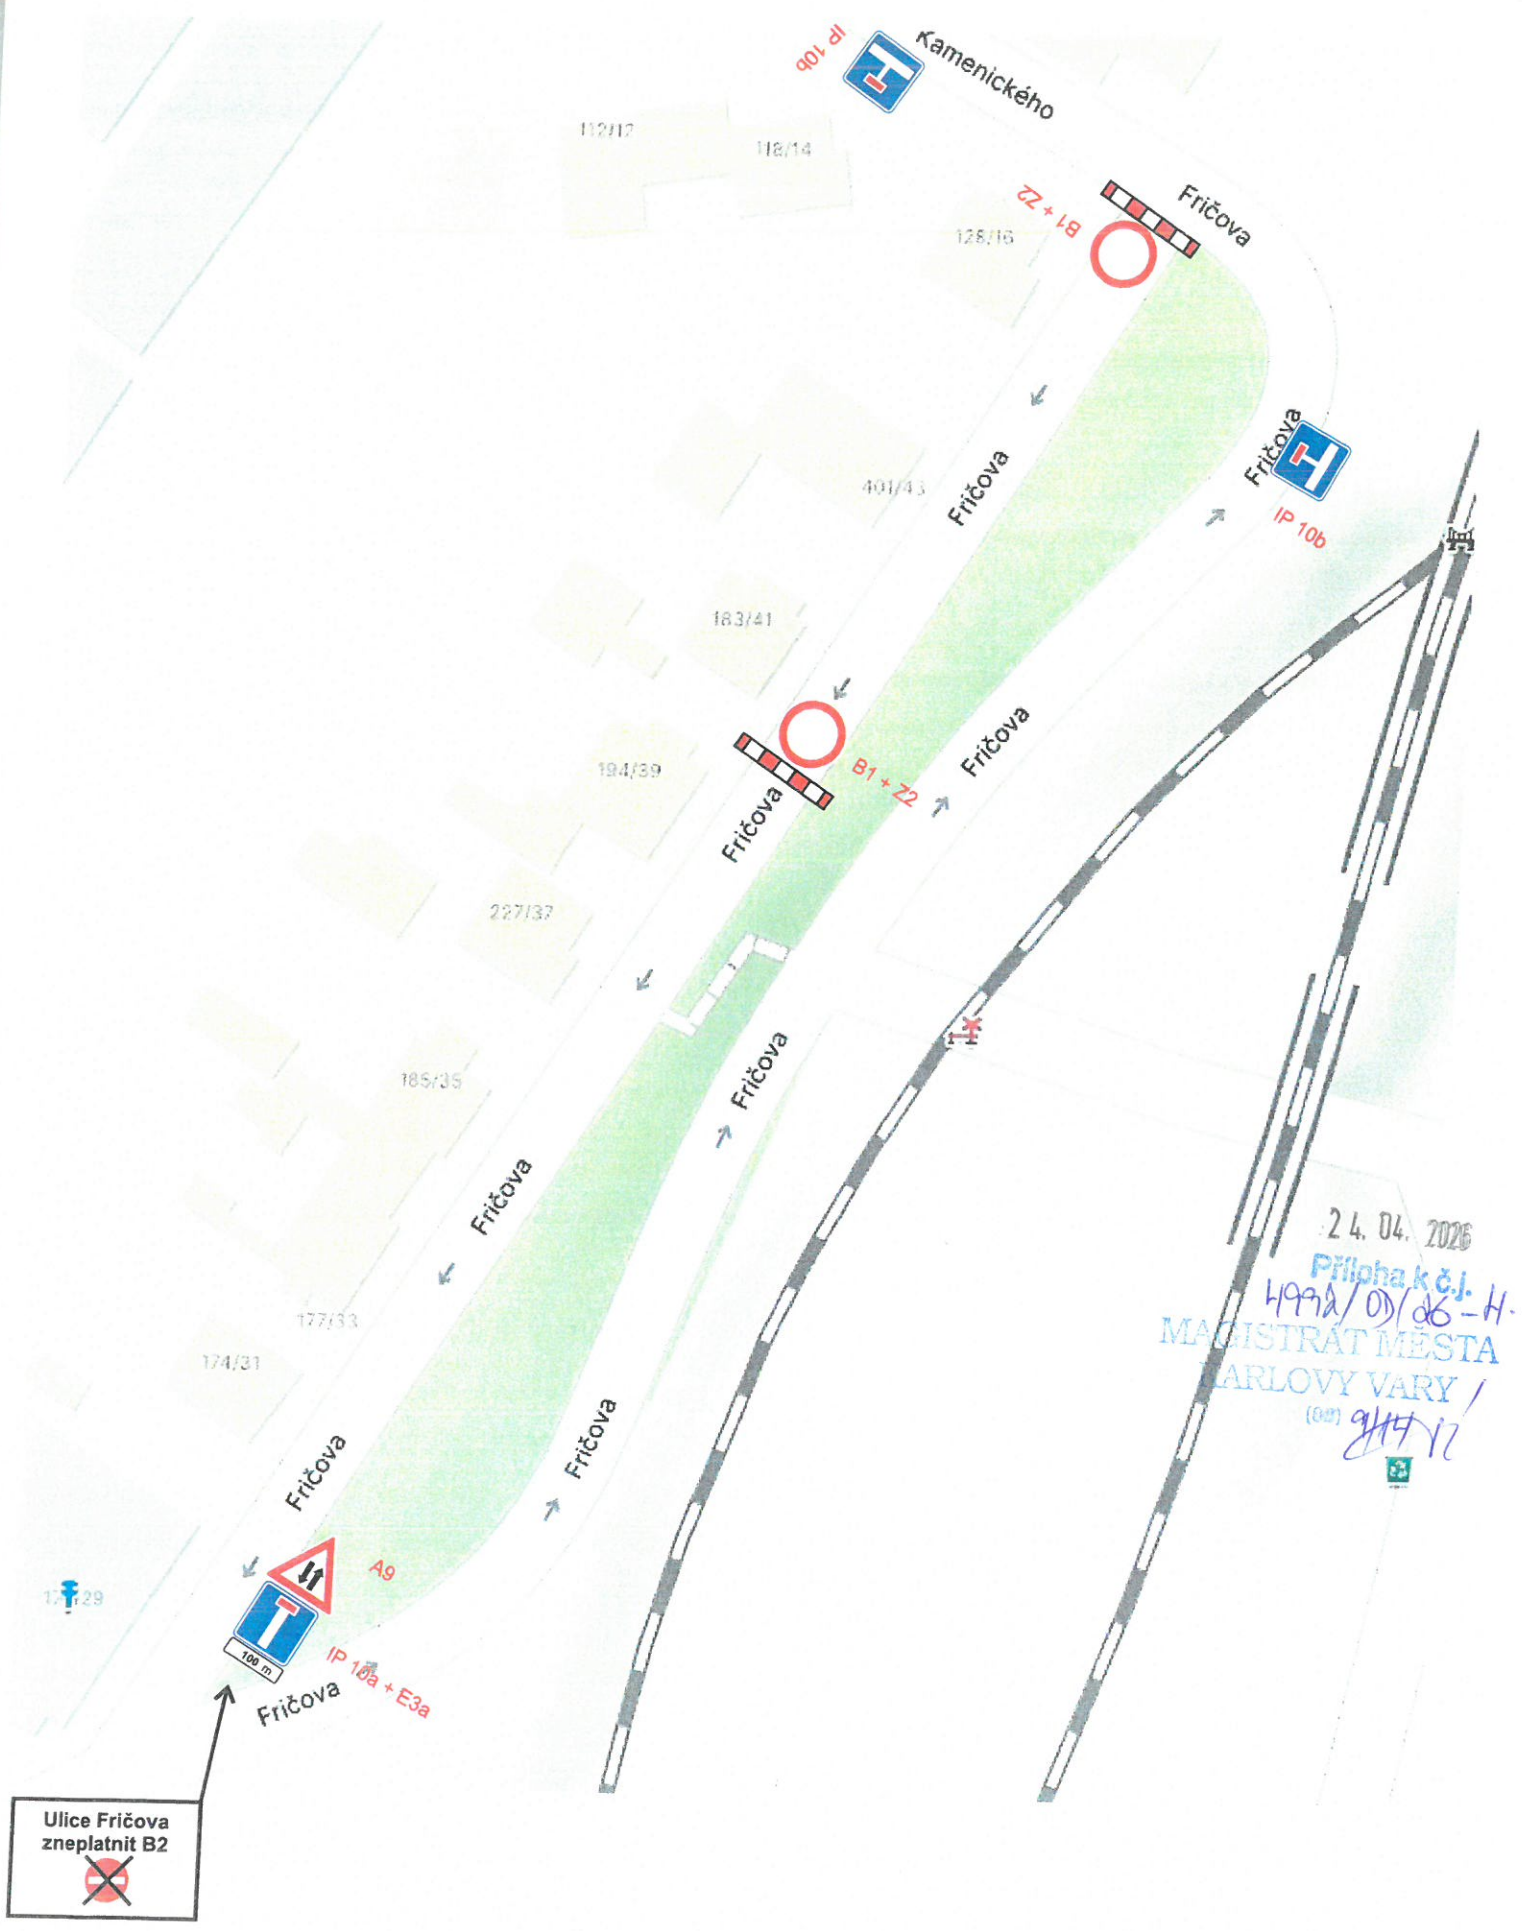 IP 10b
Kamenického
112/12
118/14
B1 + Z2
Fričova
128/16
Fričova
Fričova
401/43
IP 10b
183/41
Fričova
194/39
B1 + Z2
Fričova
227/37
Fričova
185/35
Fričova
24. 04. 2026
Příloha k č.j.
MAGISTRÁT MĚSTA
KARLOVY VARY
177/33
174/31
Fričova
Fričova
A9
100 m
IP 10a + E3a
Fričova
Ulice Fričova
zneplatnit B2